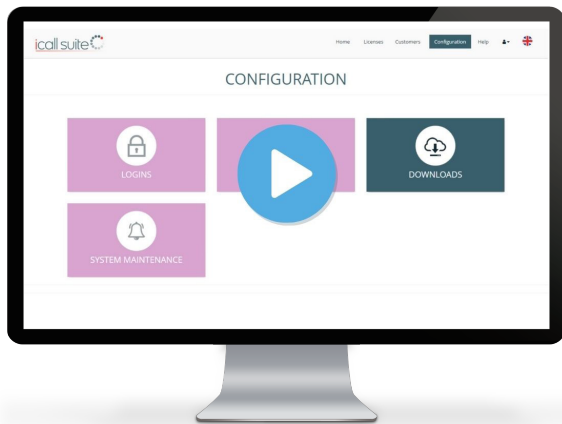 icall suite
Home Licenses Customers Configuration Help
CONFIGURATION
LOGINS
DOWNLOADS
SYSTEM MAINTENANCE